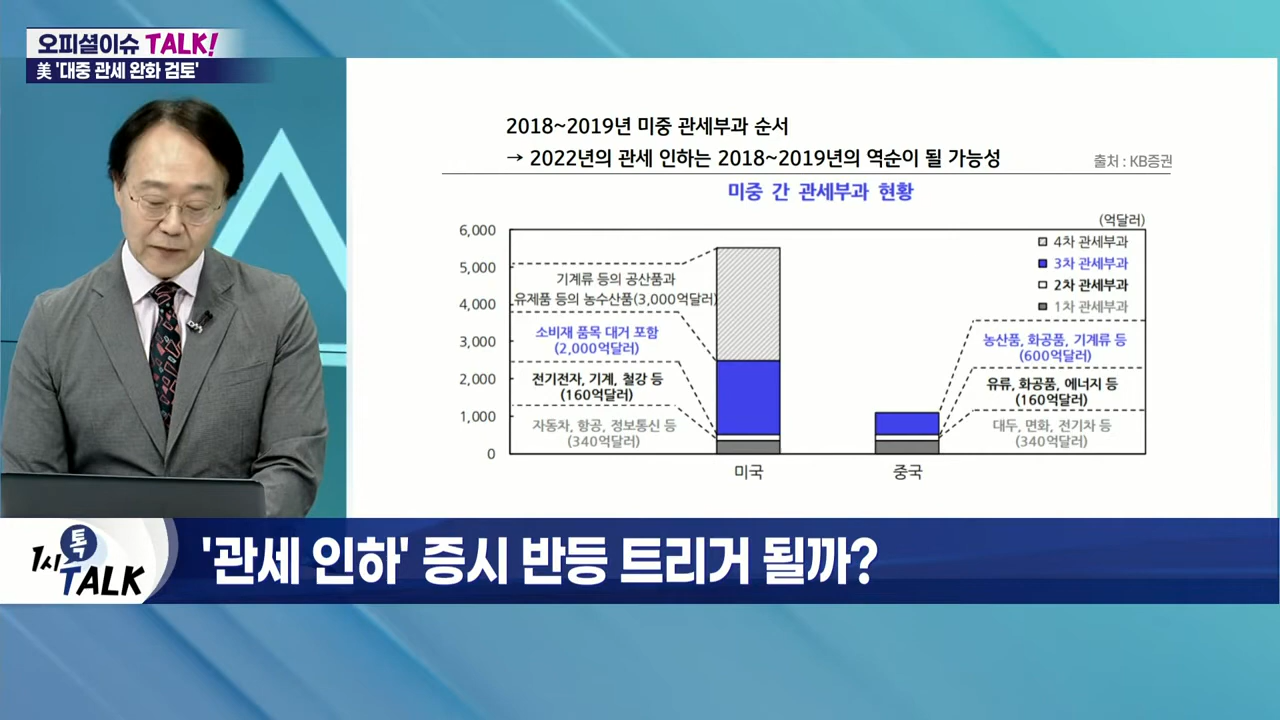 오피셜이슈 TALK!
美 '대중 관세 완화 검토'
2018~2019년 미중 관세부과 순서
→ 2022년의 관세 인하는 2018~2019년의 역순이 될 가능성
출처 : KB증권
미중 간 관세부과 현황
(억달러)
6,000
5,000
4,000
3,000
2,000
1,000
0
기계류 등의 공산품과
유제품 등의 농수산품(3,000억달러)
소비재 품목 대거 포함
(2,000억달러)
전기전자, 기계, 철강 등
(160억달러)
자동차, 항공, 정보통신 등
(340억달러)
4차 관세부과
3차 관세부과
2차 관세부과
1차 관세부과
농산품, 화공품, 기계류 등
(600억달러)
유류, 화공품, 에너지 등
(160억달러)
대두, 면화, 전기차 등
(340억달러)
미국
중국
1시톡
TALK
'관세 인하' 증시 반등 트리거 될까?